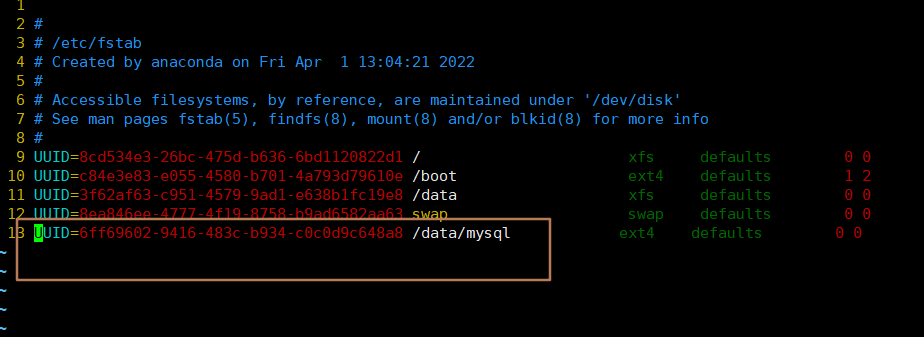 1
2 #
3 # /etc/fstab
4 # Created by anaconda on Fri Apr  1 13:04:21 2022
5 #
6 # Accessible filesystems, by reference, are maintained under '/dev/disk'
7 # See man pages fstab(5), findfs(8), mount(8) and/or blkid(8) for more info
8 #
9 UUID=8cd534e3-26bc-475d-b636-6bd1120822d1 /                       xfs     defaults        0 0
10 UUID=c84e3e83-e055-4580-b701-4a793d79610e /boot                   ext4    defaults        1 2
11 UUID=3f62af63-c951-4579-9ad1-e638b1fc19e8 /data                   xfs     defaults        0 0
12 UUID=8ea846ee-4777-4f19-8758-b9ad6582aa63 swap                    swap    defaults        0 0
13 UUID=6ff69602-9416-483c-b934-c0c0d9c648a8 /data/mysql            ext4    defaults        0 0
~
~
~
~
~